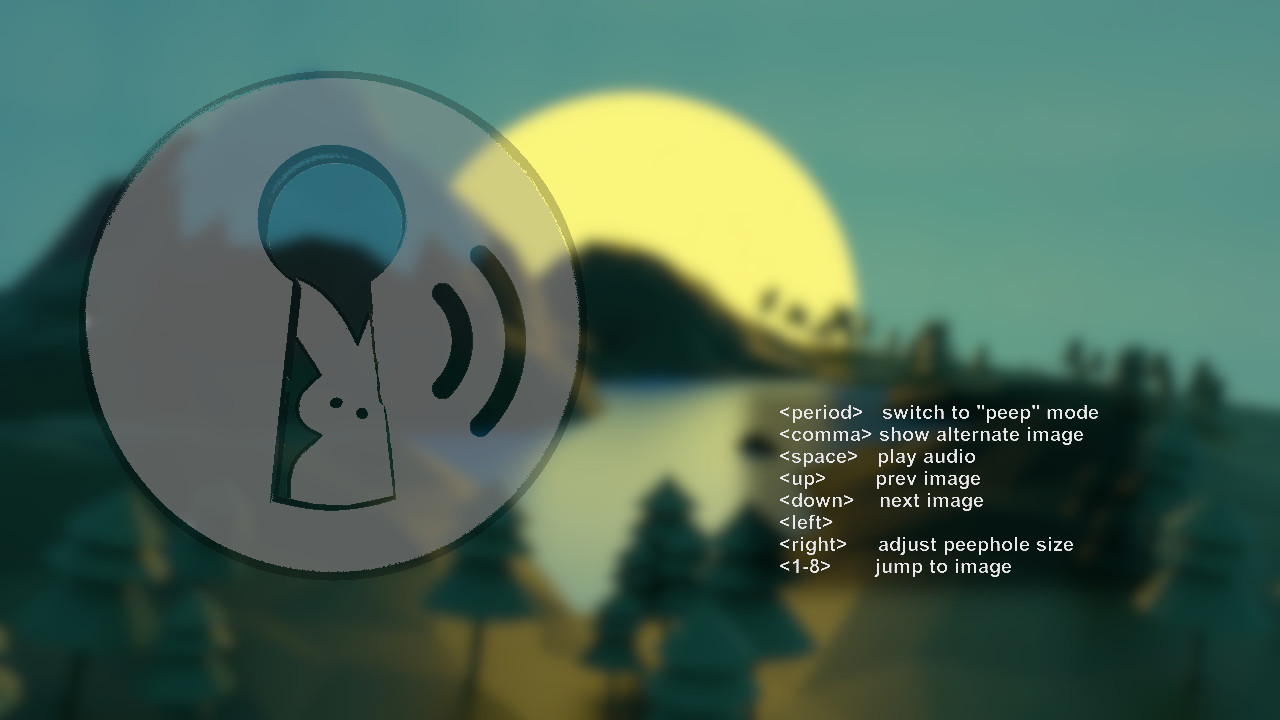 <period> switch to "peep" mode
<comma> show alternate image
<space> play audio
<up> prev image
<down> next image
<left>
<right> adjust peephole size
<1-8> jump to image